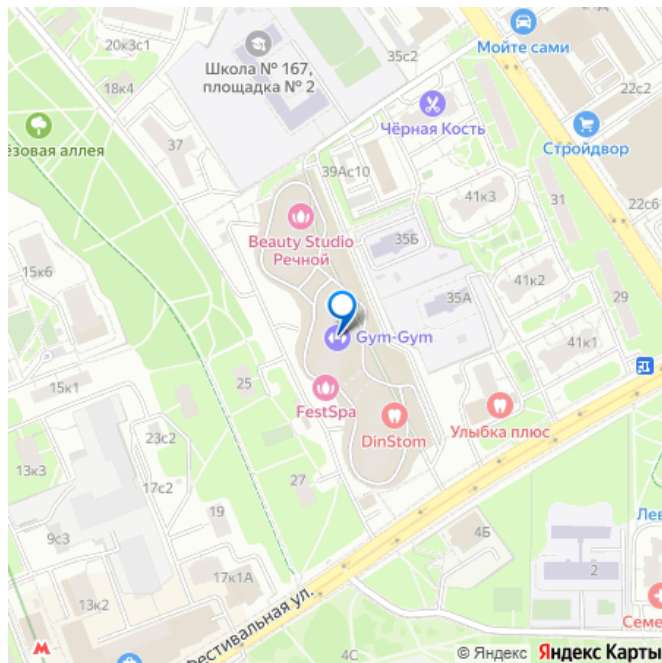 20к3с1
35с2
Мойте сами
Школа № 167,
площадка № 2
22с2
18к4
Чёрная Кость
Стройдвор
ёзовая аллея
37
39Ас10
41к3
31
22с6
Beauty Studio
Речной
35Б
15к6
41к2
35А
29
Gym-Gym
41к1
15к1
25
FestSpa
DinStom
Улыбка плюс
23с2
13к3
17с2
27
19
9с3
4Б
Лев
17к1А
2
13к2
Фестивальная ул.
Семе
4С
© Яндекс Яндекс Карты